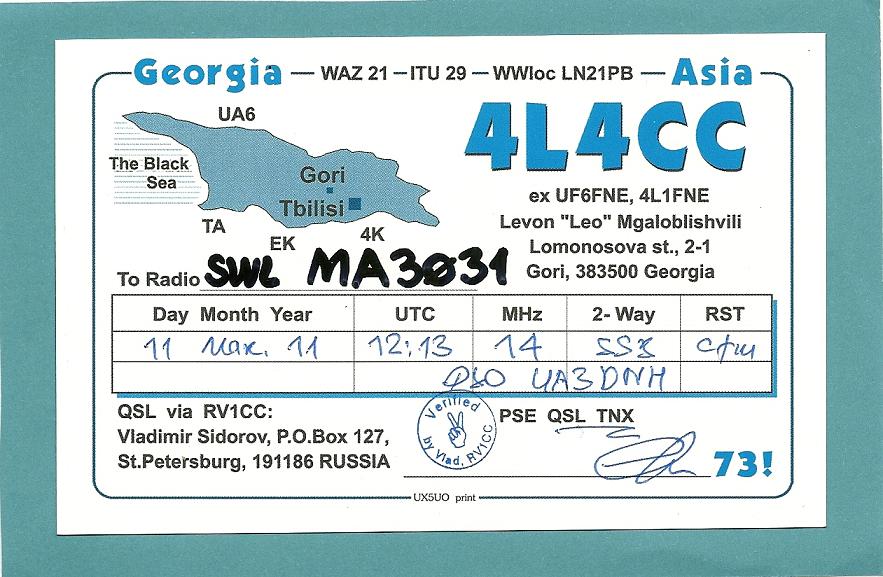 Georgia — WAZ 21 — ITU 29 — WWloc LN21PB — Asia
4L4CC
UA6
The Black
Sea
Gori
Tbilisi
TA
EK
4K
ex UF6FNE, 4L1FNE
Levon "Leo" Mgaloblishvili
Lomonosova st., 2-1
Gori, 383500 Georgia
To Radio SWL MA3031
Day Month Year UTC MHz 2-Way RST
11 11 12:13 14 SSB cfm
QSO UA3DNH
QSL via RV1CC:
Vladimir Sidorov, P.O.Box 127,
St.Petersburg, 191186 RUSSIA
Verified
by Vlad, RV1CC
PSE QSL TNX
73!
UX5UO print